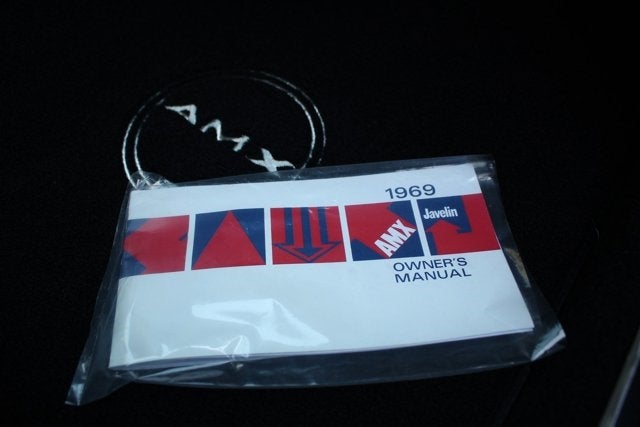 AMX
1969
AMX
Javelin
OWNER'S
MANUAL